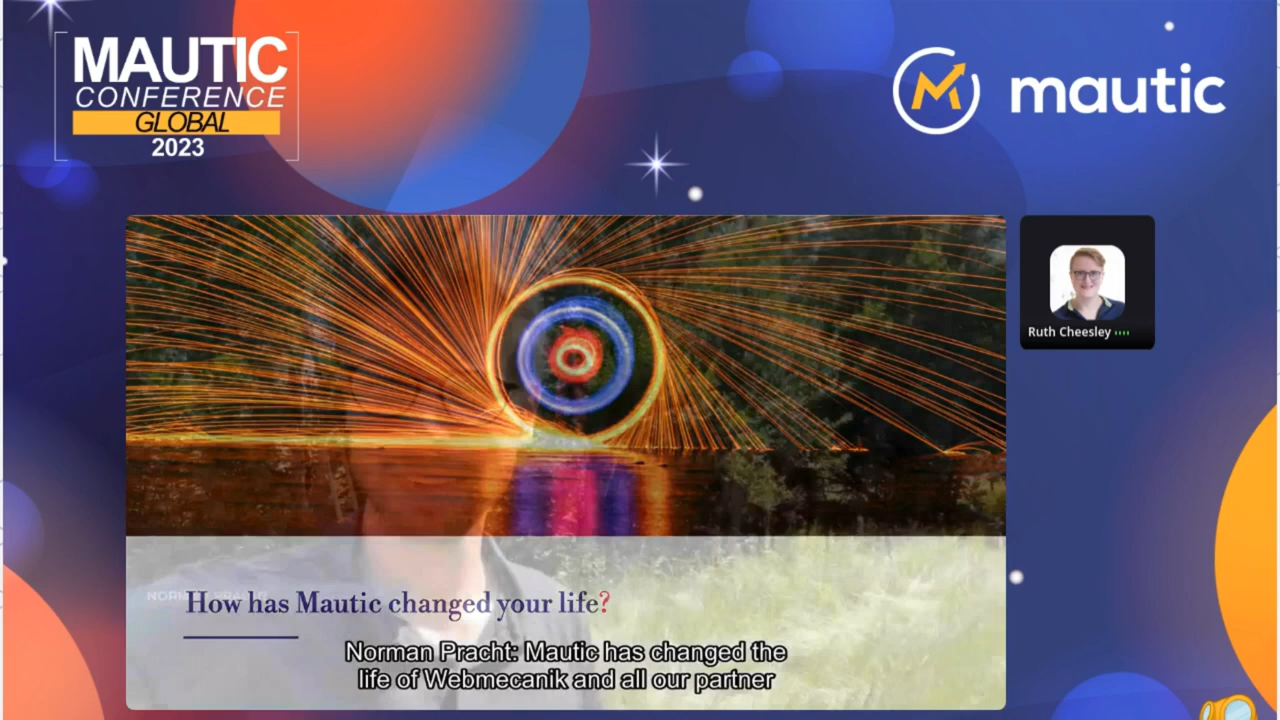 MAUTIC
CONFERENCE
GLOBAL
2023
mautic
Ruth Cheesley
How has Mautic changed your life?
Norman Pracht: Mautic has changed the
life of Webmecanik and all our partner